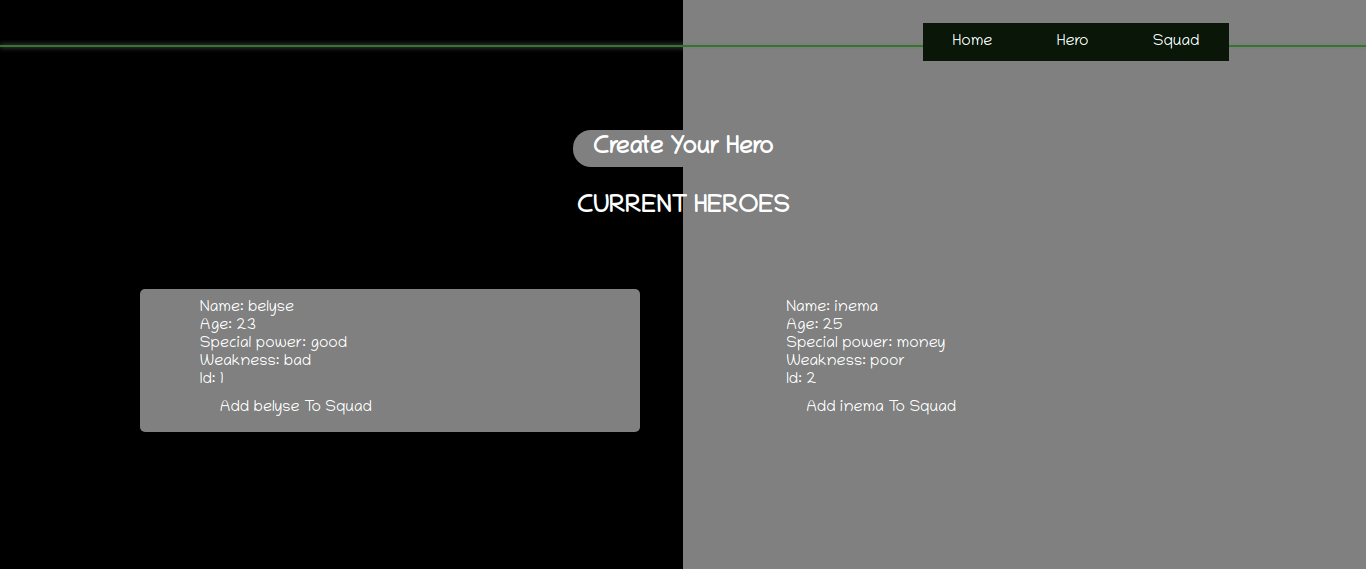 Home Hero Squad
Create Your Hero
CURRENT HEROES
Name: belyse
Age: 23
Special power: good
Weakness: bad
Id: 1
Add belyse To Squad
Name: inema
Age: 25
Special power: money
Weakness: poor
Id: 2
Add inema To Squad